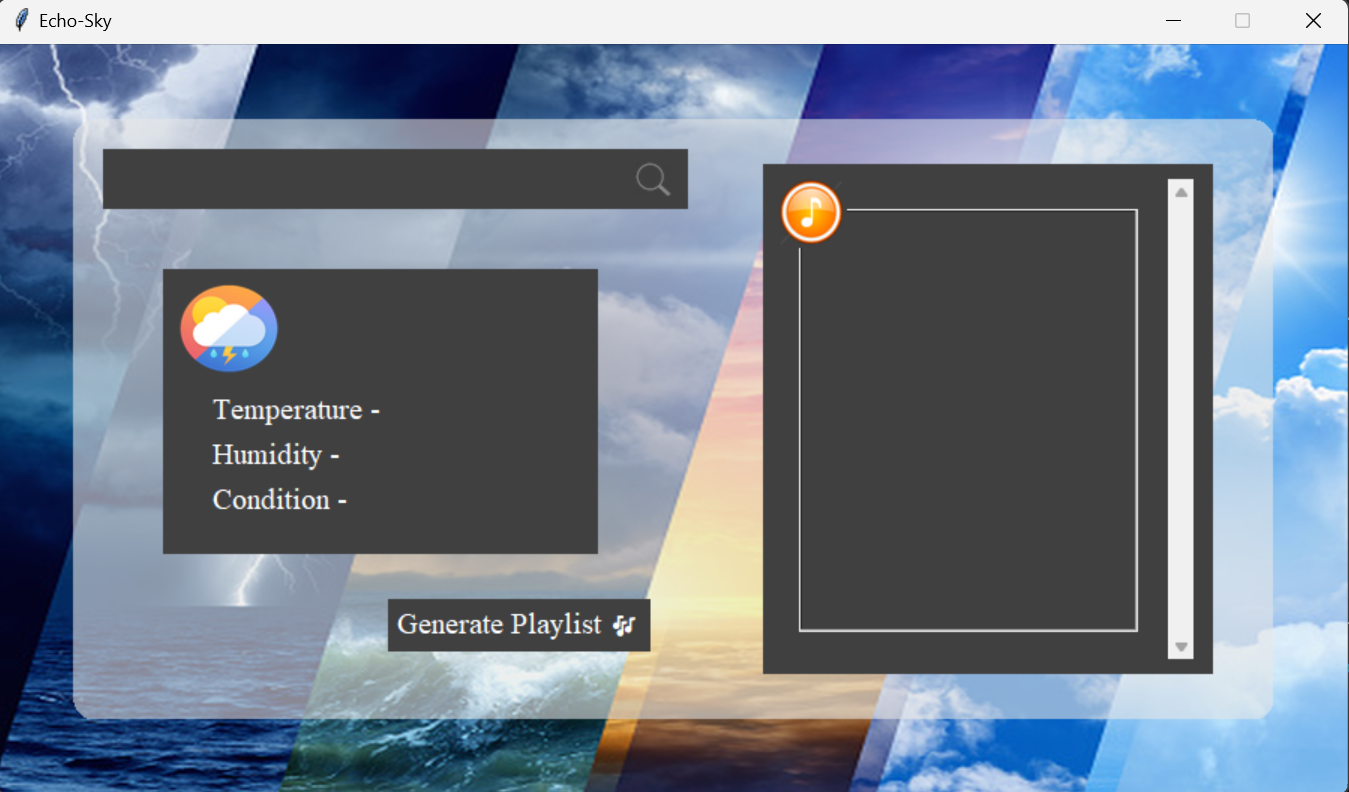 Echo-Sky
Temperature -
Humidity -
Condition -
Generate Playlist 🎶